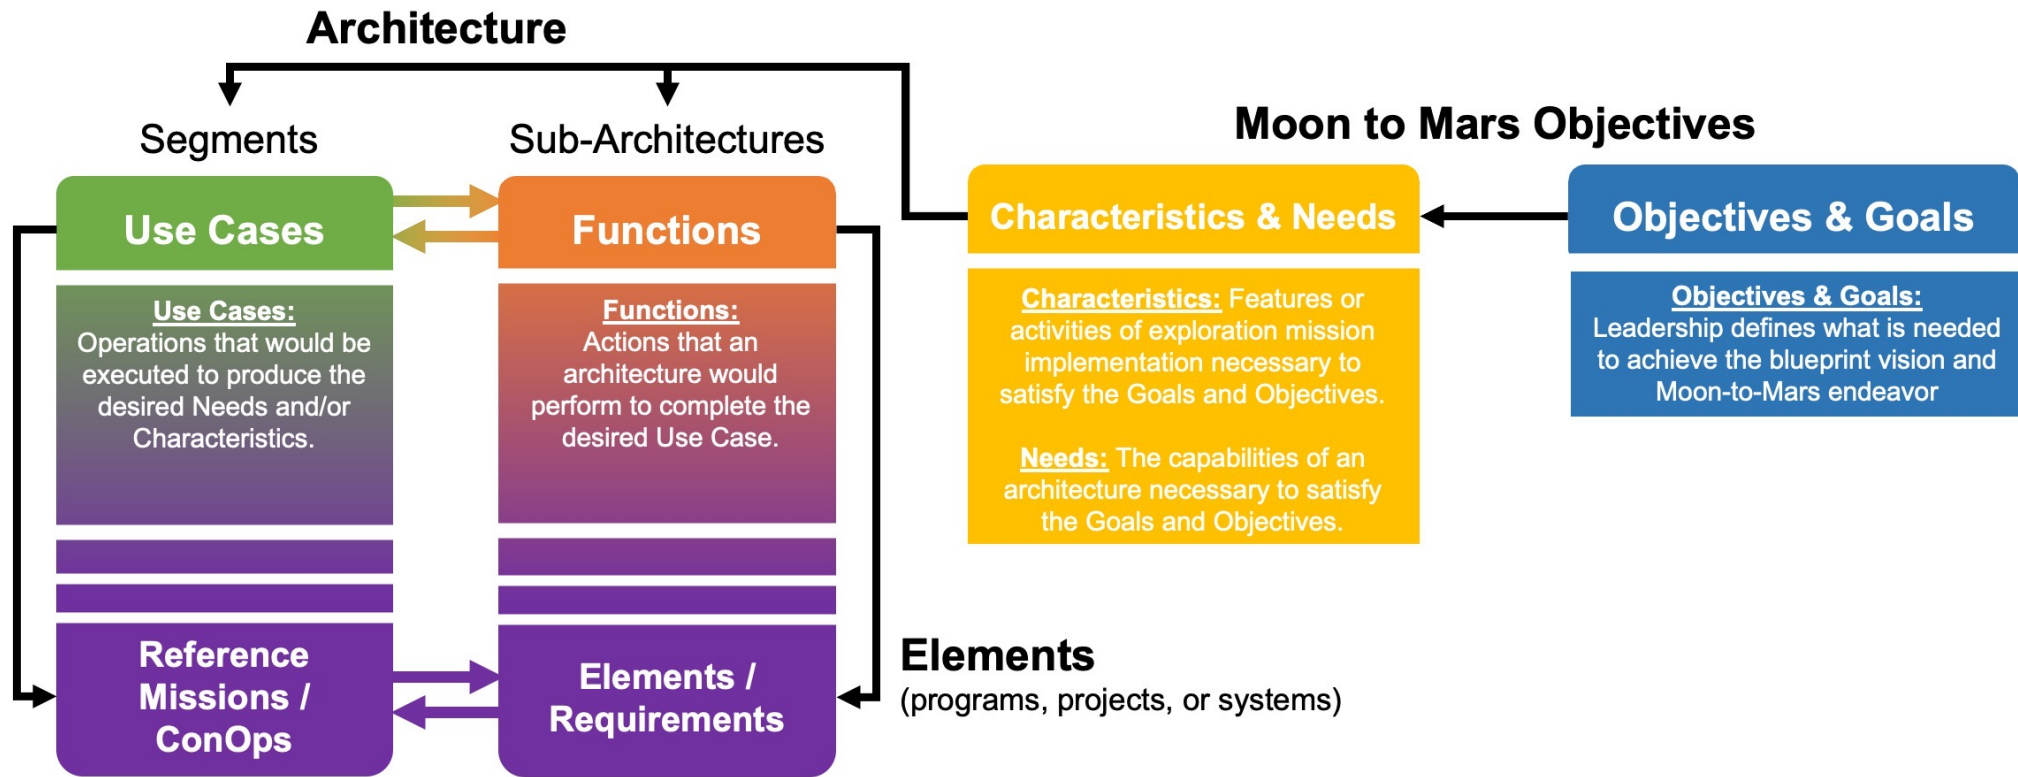 Architecture
Segments
Sub-Architectures
Moon to Mars Objectives
Use Cases
Use Cases:
Operations that would be
executed to produce the
desired Needs and/or
Characteristics.
Functions
Functions:
Actions that an
architecture would
perform to complete the
desired Use Case.
Characteristics & Needs
Characteristics: Features or
activities of exploration mission
implementation necessary to
satisfy the Goals and Objectives.
Needs: The capabilities of an
architecture necessary to satisfy
the Goals and Objectives.
Objectives & Goals
Objectives & Goals:
Leadership defines what is needed
to achieve the blueprint vision and
Moon-to-Mars endeavor
Reference
Missions /
ConOps
Elements /
Requirements
Elements
(programs, projects, or systems)